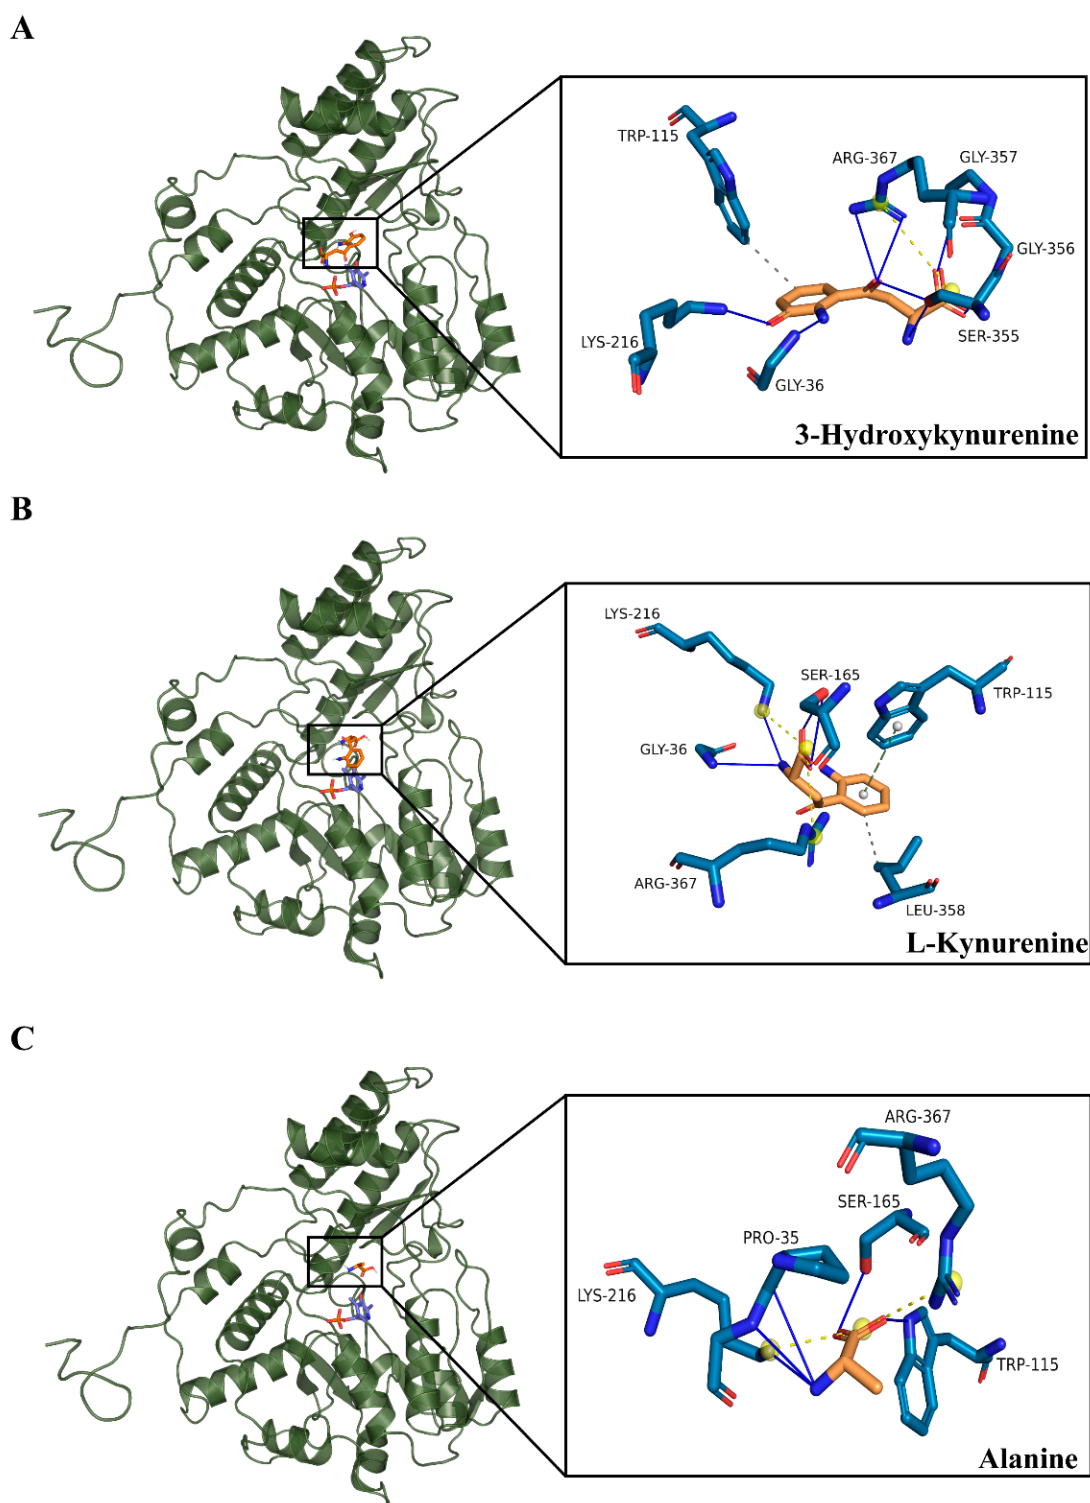 A
TRP-115
ARG-367
GLY-357
GLY-356
LYS-216
SER-355
GLY-36
3-Hydroxykynurenine
B
LYS-216
SER-165
TRP-115
GLY-36
ARG-367
LEU-358
L-Kynurenine
C
ARG-367
SER-165
PRO-35
LYS-216
TRP-115
Alanine